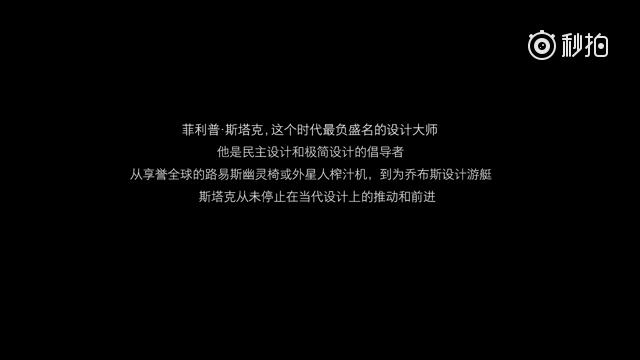 秒拍
菲利普·斯塔克，这个时代最负盛名的设计大师
他是民主设计和极简设计的倡导者
从享誉全球的路易斯幽灵椅或外星人榨汁机，到为乔布斯设计游艇
斯塔克从未停止在当代设计上的推动和前进